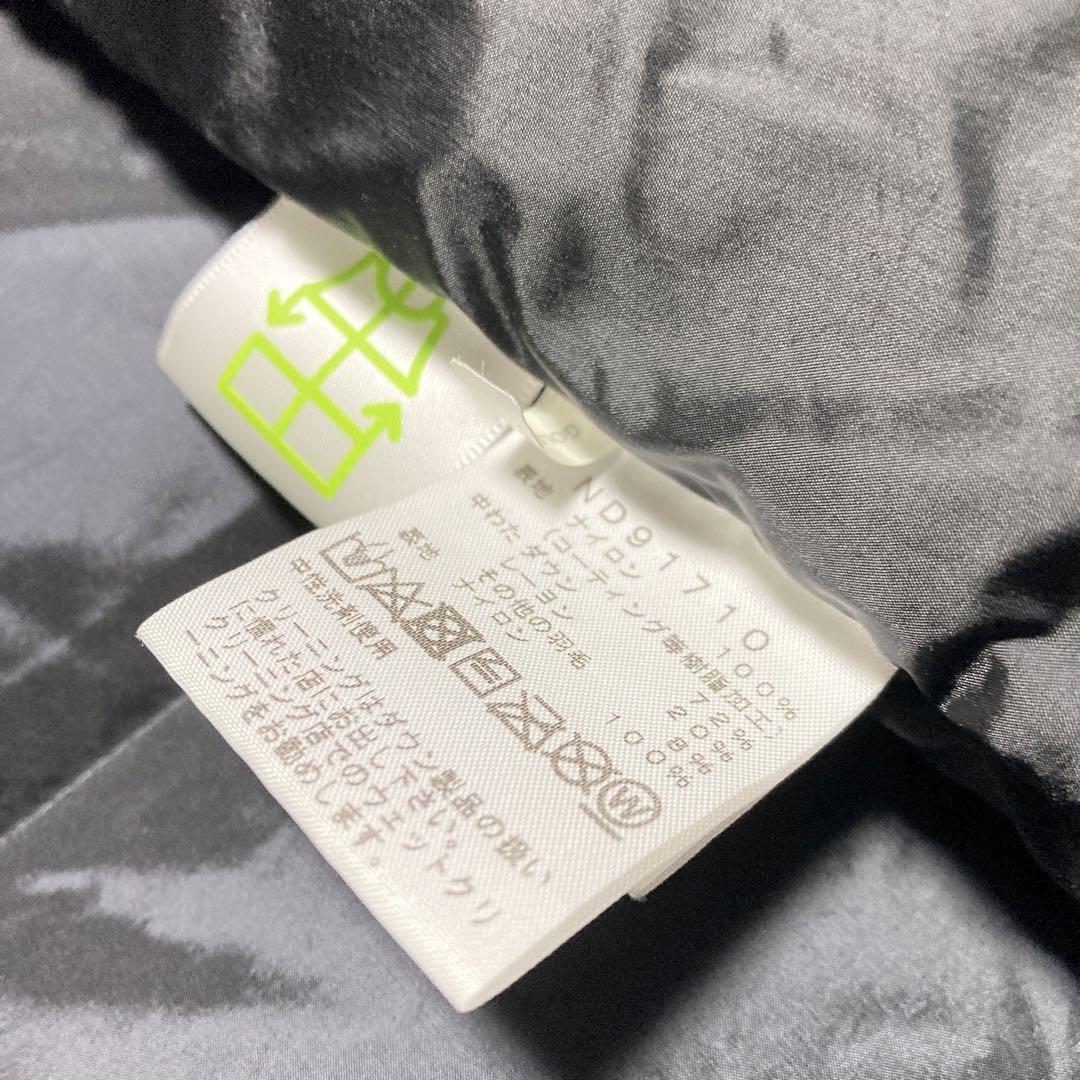 ND91710
表地 ナイロン 100%
(コーティング等樹脂加工)
中わた ダウン 72%
レーヨン 20%
その他の羽毛 8%
裏地 ナイロン 100%
中性洗剤使用
クリーニングはダウン製品の扱い
に慣れた店にお出し下さい。
クリーニング店でのウェットクリ
ーニングをお勧めします。
W